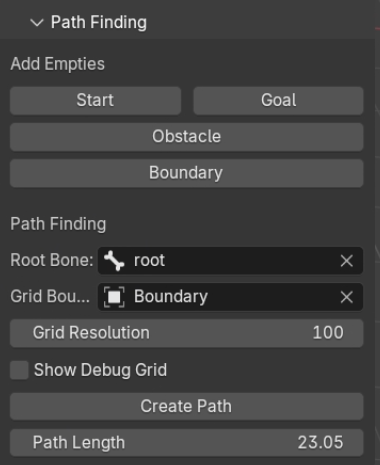 Path Finding
Add Empties
Start Goal
Obstacle
Boundary
Path Finding
Root Bone: root
Grid Bou... Boundary
Grid Resolution 100
Show Debug Grid
Create Path
Path Length 23.05